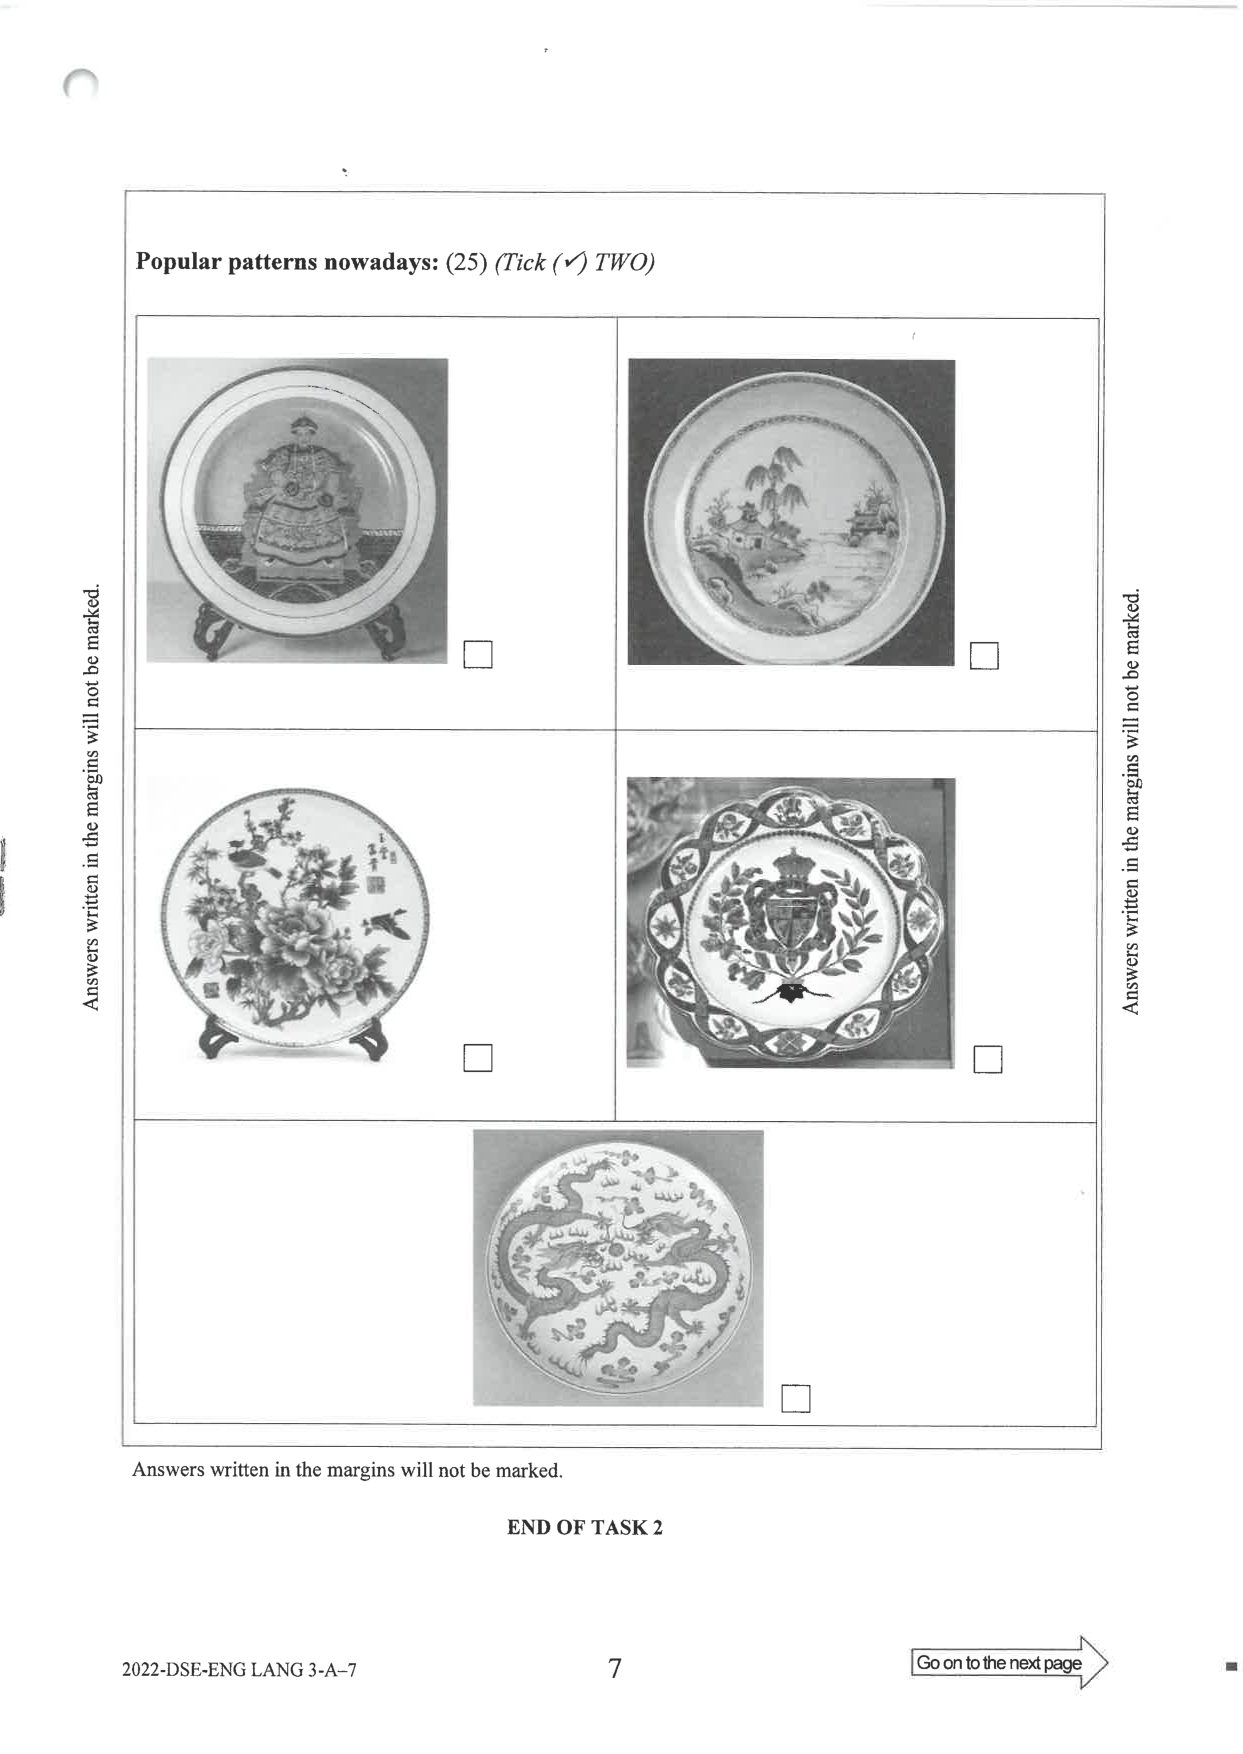 Popular patterns nowadays: (25) (Tick (✓) TWO)
Answers written in the margins will not be marked.
Answers written in the margins will not be marked.
Answers written in the margins will not be marked.
END OF TASK 2
2022-DSE-ENG LANG 3-A–7
7
Go on to the next page